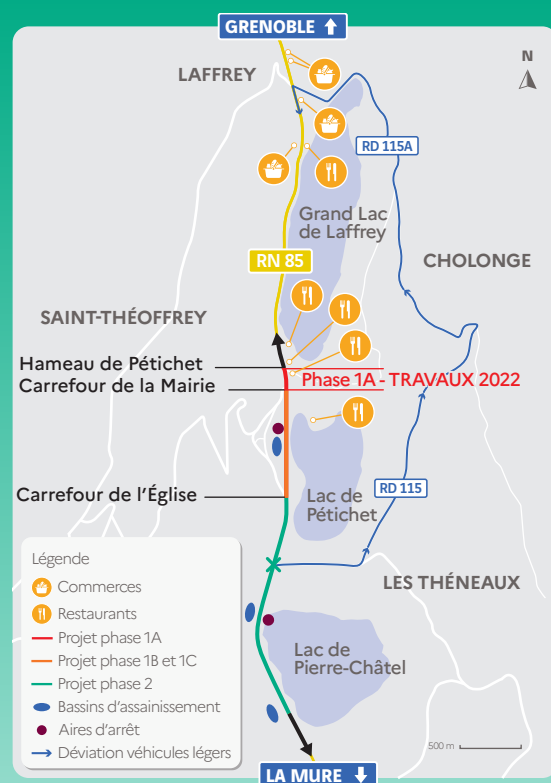 GRENOBLE
LAFFREY
N
RD 115A
Grand Lac
de Laffrey
RN 85
CHOLONGE
SAINT-THÉOFFREY
Hameau de Pétichet
Carrefour de la Mairie
Phase 1A - TRAVAUX 2022
Carrefour de l'Église
Lac de
Pétichet
RD 115
LES THÉNEAUX
Légende
Commerces
Restaurants
Projet phase 1A
Projet phase 1B et 1C
Projet phase 2
Bassins d'assainissement
Aires d'arrêt
Déviation véhicules légers
Lac de
Pierre-Châtel
500 m
LA MURE